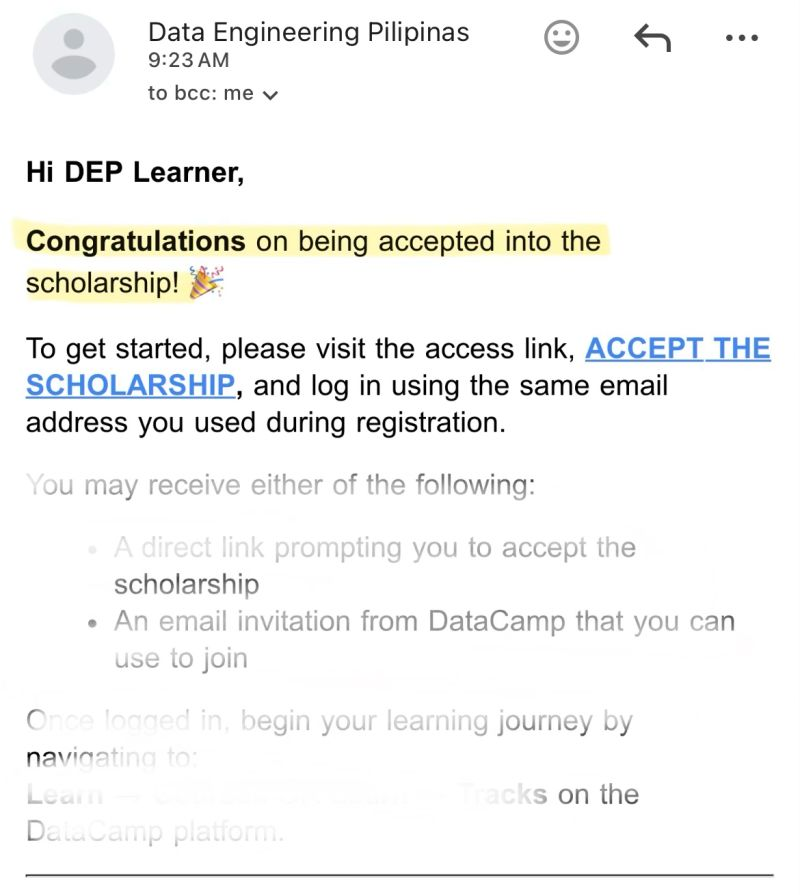 Data Engineering Pilipinas
9:23 AM
to bcc: me
Hi DEP Learner,
Congratulations on being accepted into the
scholarship! 🎉
To get started, please visit the access link, ACCEPT THE
SCHOLARSHIP, and log in using the same email
address you used during registration.
You may receive either of the following:
• A direct link prompting you to accept the
scholarship
• An email invitation from DataCamp that you can
use to join
Once logged in, begin your learning journey by
navigating to:
Learn → Tracks on the
DataCamp platform.